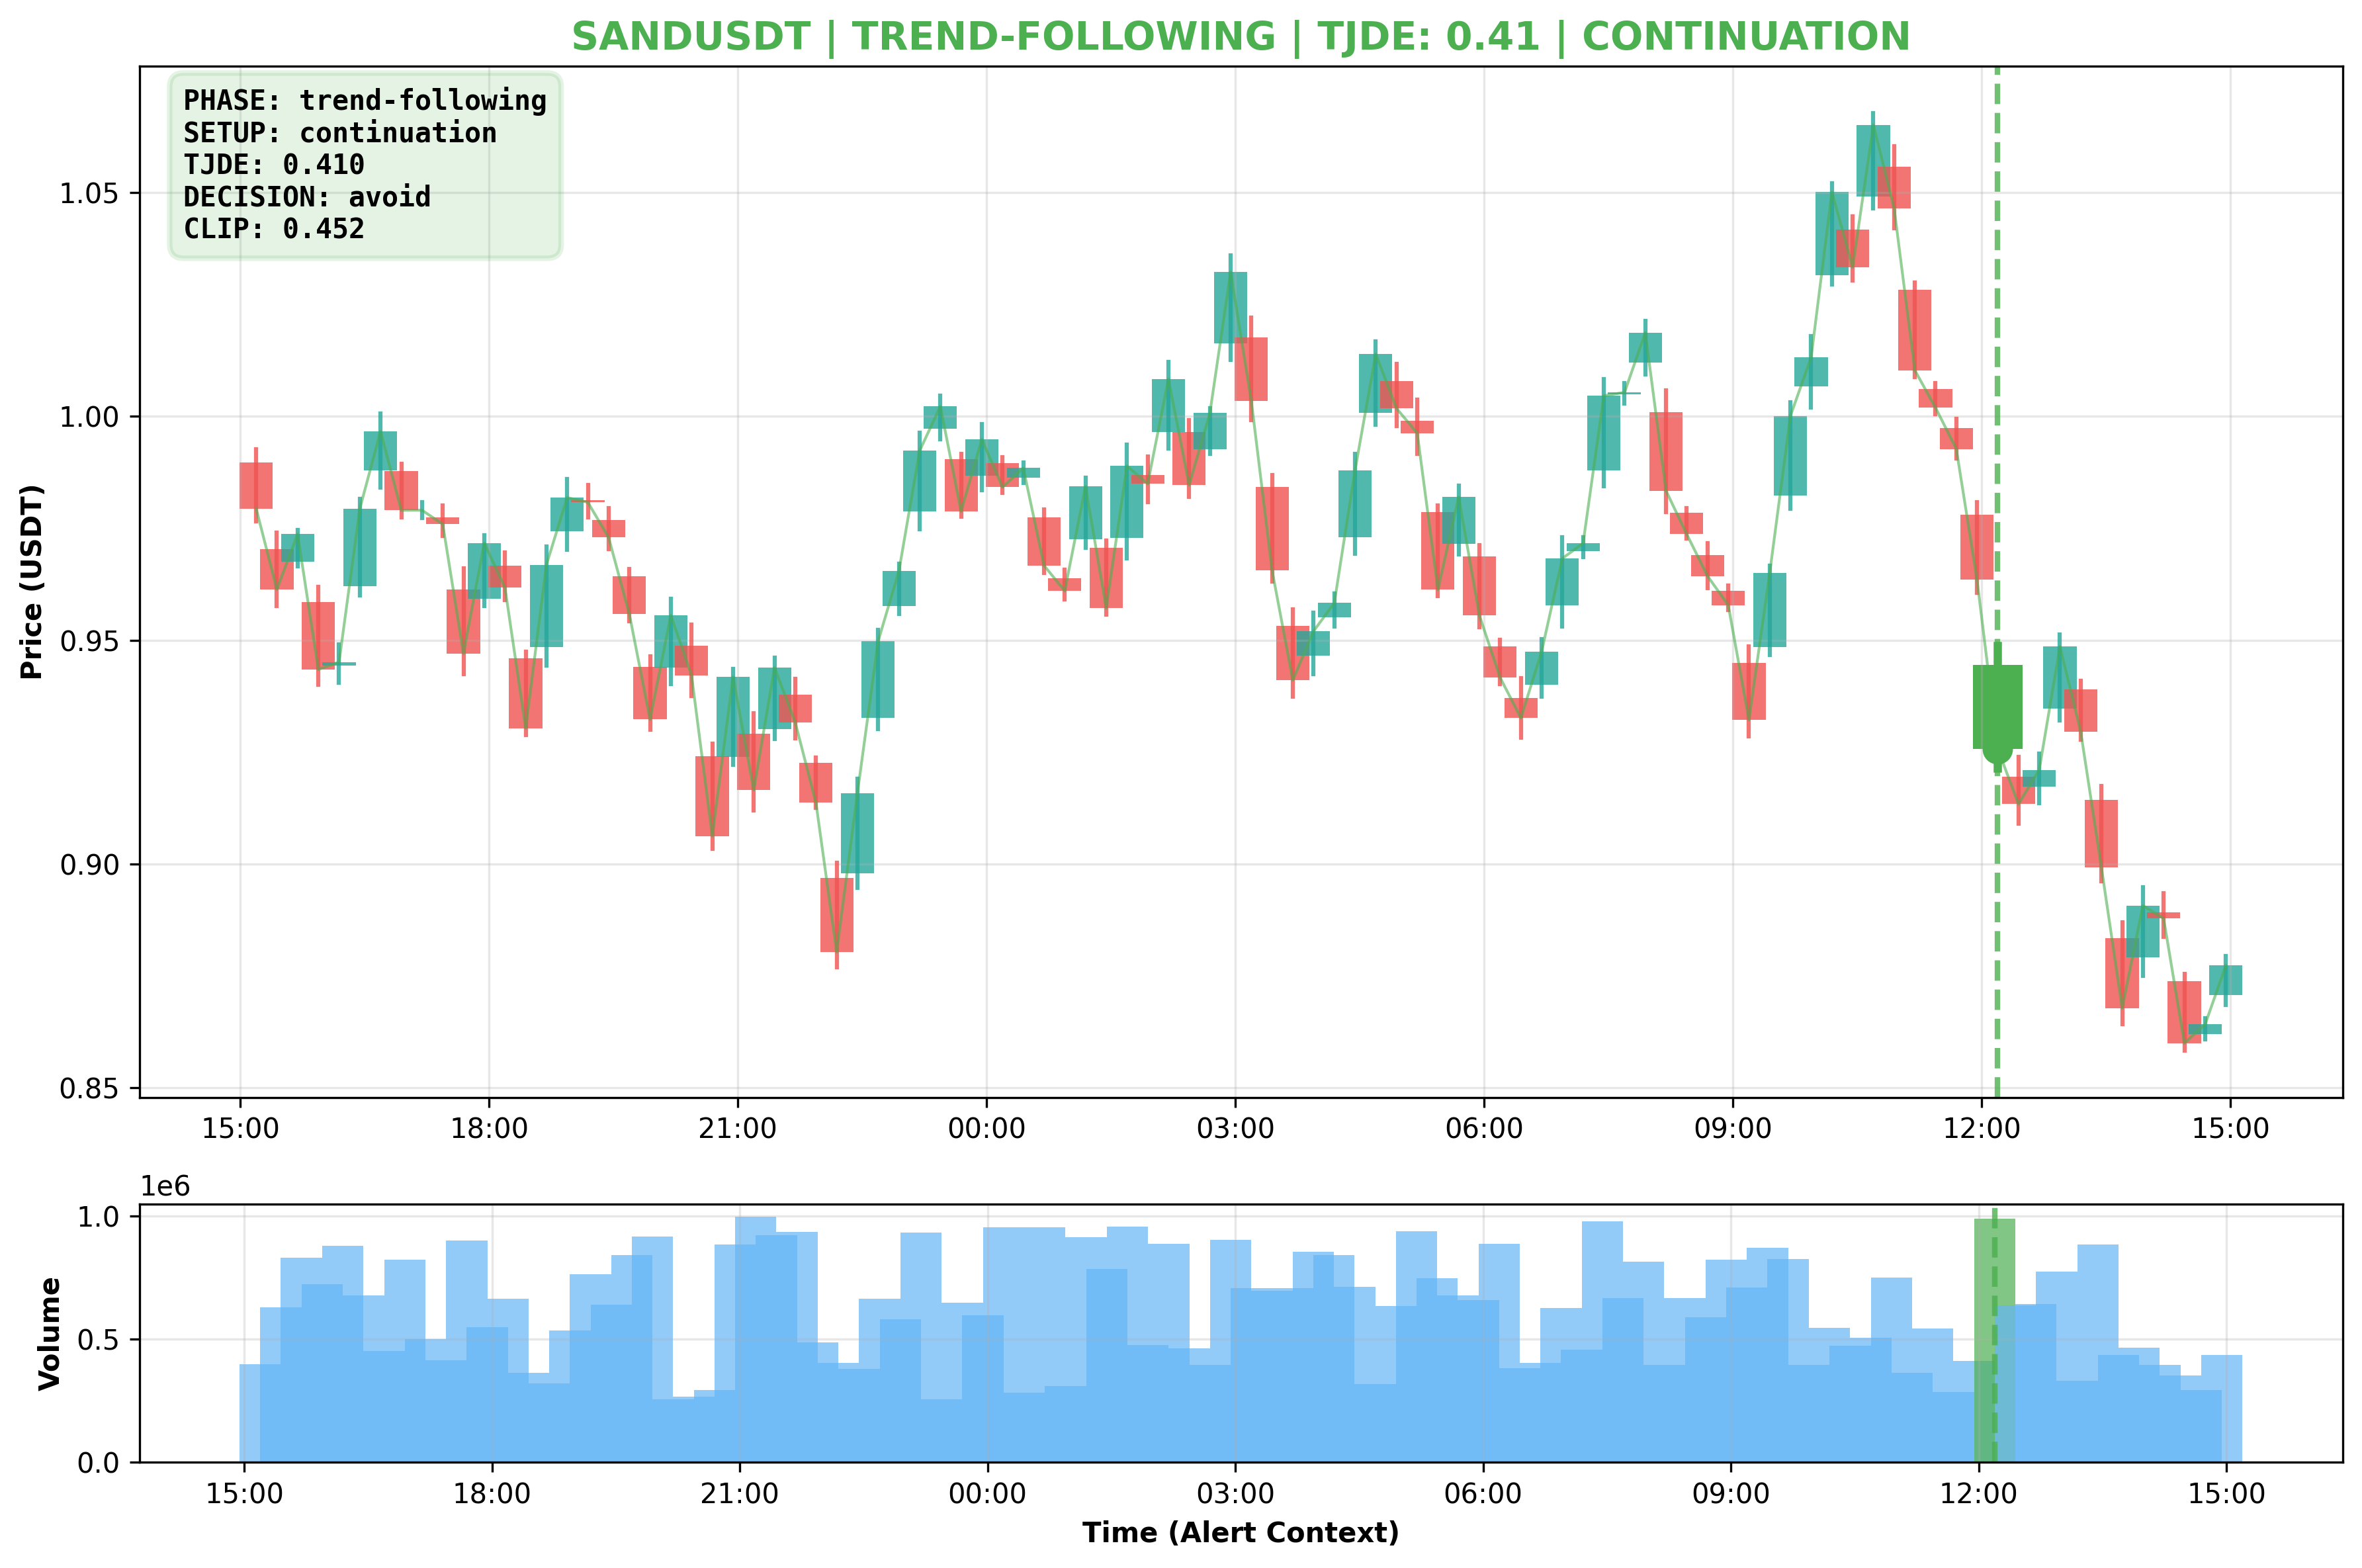 SANDUSDT | TREND-FOLLOWING | TJDE: 0.41 | CONTINUATION
PHASE: trend-following
SETUP: continuation
TJDE: 0.410
DECISION: avoid
CLIP: 0.452
Price (USDT)
1.05
1.00
0.95
0.90
0.85
15:00 18:00 21:00 00:00 03:00 06:00 09:00 12:00 15:00
1e6
Volume
1.0
0.5
0.0
15:00 18:00 21:00 00:00 03:00 06:00 09:00 12:00 15:00
Time (Alert Context)